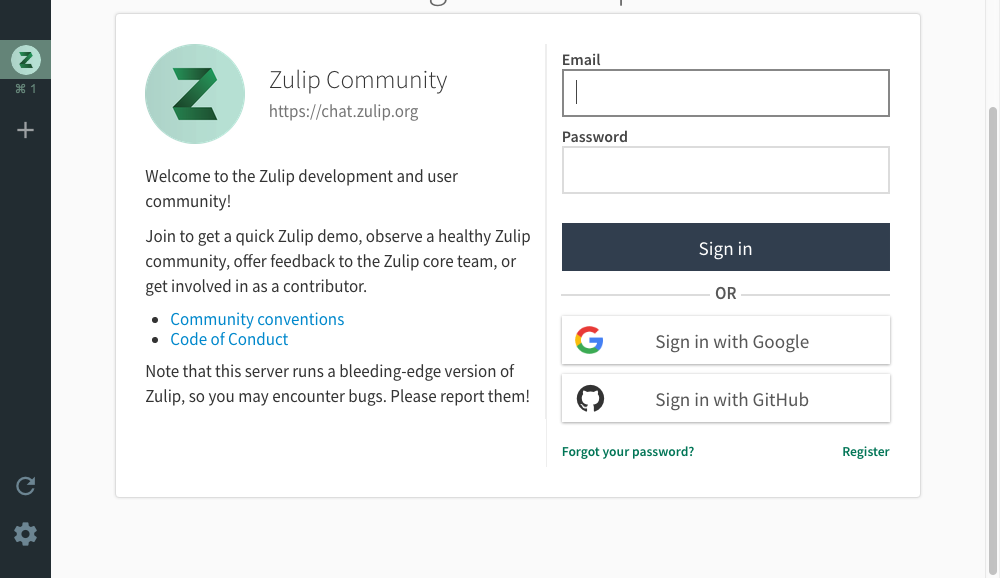 ⌘ 1
Zulip Community
https://chat.zulip.org
Welcome to the Zulip development and user
community!
Join to get a quick Zulip demo, observe a healthy Zulip
community, offer feedback to the Zulip core team, or
get involved in as a contributor.
Community conventions
Code of Conduct
Note that this server runs a bleeding-edge version of
Zulip, so you may encounter bugs. Please report them!
Email
Password
Sign in
OR
Sign in with Google
Sign in with GitHub
Forgot your password?
Register